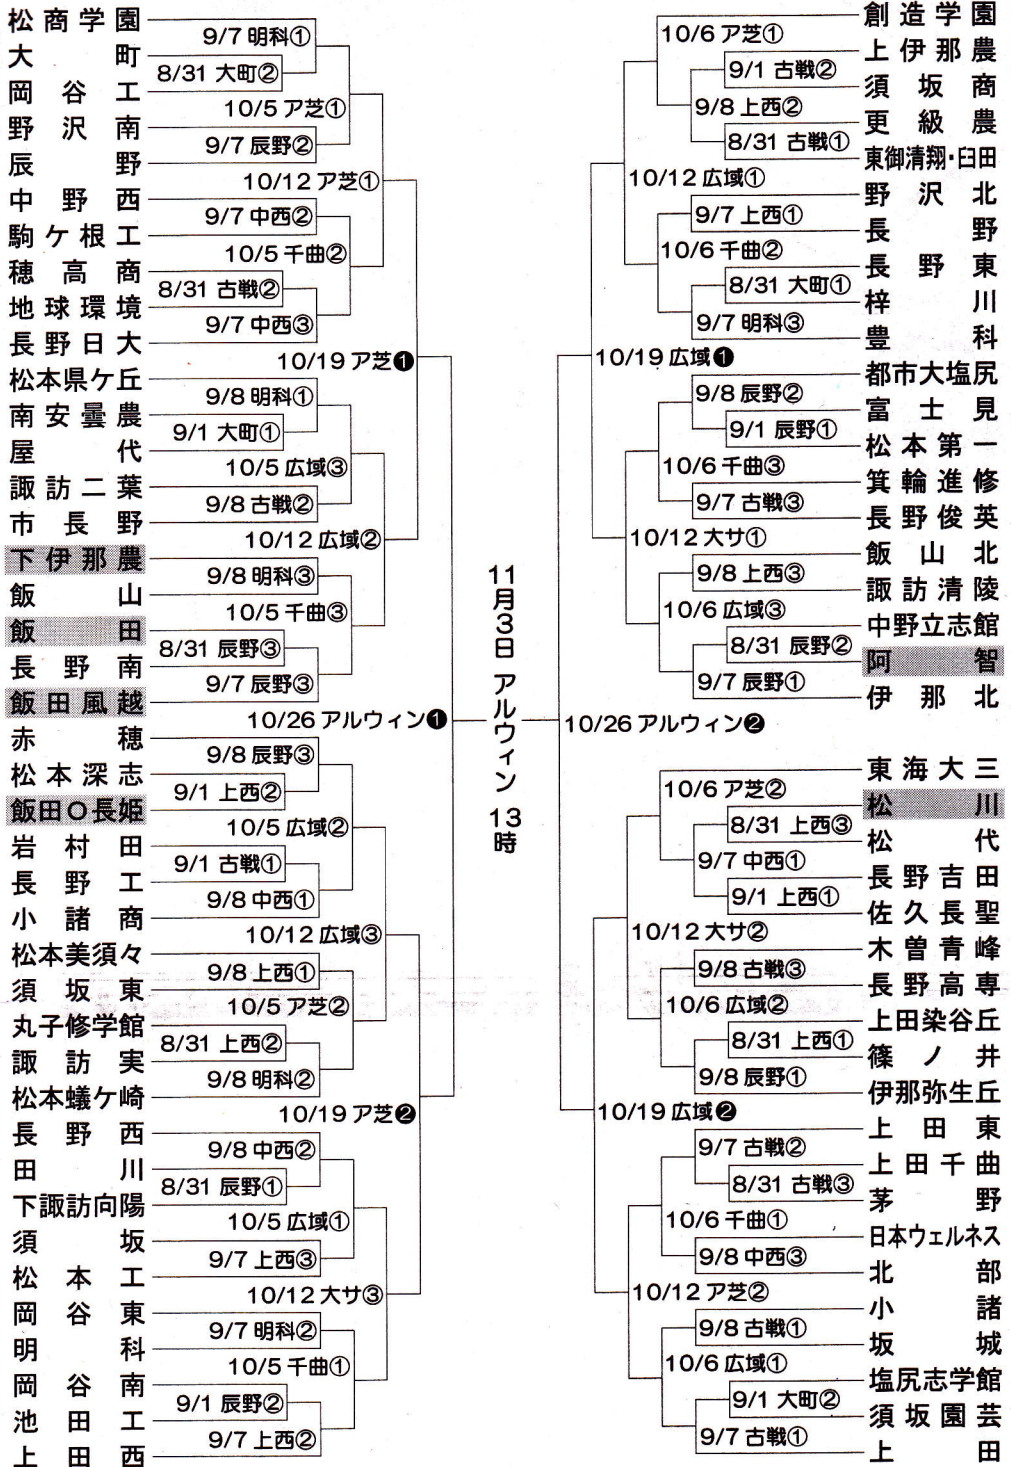 松商学園
9/7 明科①
大町
8/31 大町②
岡谷工
10/5 ア芝①
野沢南
9/7 辰野②
辰野
10/12 ア芝①
中野西
9/7 中西②
駒ケ根工
10/5 千曲②
穂高商
8/31 古戦②
地球環境
9/7 中西③
長野日大
10/19 ア芝❶
松本県ケ丘
9/8 明科①
南安曇農
9/1 大町①
屋代
10/5 広域③
諏訪二葉
9/8 古戦②
市長野
10/12 広域②
下伊那農
9/8 明科③
飯山
10/5 千曲③
飯田
8/31 辰野③
長野南
9/7 辰野③
飯田風越
10/26 アルウィン❶
赤穂
9/8 辰野③
松本深志
9/1 上西②
飯田O長姫
10/5 広域②
岩村田
9/1 古戦①
長野工
9/8 中西①
小諸商
10/12 広域③
松本美須々
9/8 上西①
須坂東
10/5 ア芝②
丸子修学館
8/31 上西②
諏訪実
9/8 明科②
松本蟻ケ崎
10/19 ア芝❷
長野西
9/8 中西②
田川
8/31 辰野①
下諏訪向陽
10/5 広域①
須坂
9/7 上西③
松本工
10/12 大サ③
岡谷東
9/7 明科②
明科
10/5 千曲①
岡谷南
9/1 辰野②
池田工
9/7 上西②
上田西
11月3日 アルウィン 13時
創造学園
10/6 ア芝①
上伊那農
9/1 古戦②
須坂商
9/8 上西②
更級農
8/31 古戦①
東御清翔・臼田
10/12 広域①
野沢北
9/7 上西①
長野
10/6 千曲②
長野東
8/31 大町①
梓川
9/7 明科③
豊科
10/19 広域❶
都市大塩尻
9/8 辰野②
富士見
9/1 辰野①
松本第一
10/6 千曲③
箕輪進修
9/7 古戦③
長野俊英
10/12 大サ①
飯山北
9/8 上西③
諏訪清陵
10/6 広域③
中野立志館
8/31 辰野②
阿智
9/7 辰野①
伊那北
10/26 アルウィン❷
東海大三
10/6 ア芝②
松川
8/31 上西③
松代
9/7 中西①
長野吉田
9/1 上西①
佐久長聖
10/12 大サ②
木曽青峰
9/8 古戦③
長野高専
10/6 広域②
上田染谷丘
8/31 上西①
篠ノ井
9/8 辰野①
伊那弥生丘
10/19 広域❷
上田東
9/7 古戦②
上田千曲
8/31 古戦③
茅野
10/6 千曲①
日本ウェルネス
9/8 中西③
北部
10/12 ア芝②
小諸
9/8 古戦①
坂城
10/6 広域①
塩尻志学館
9/1 大町②
須坂園芸
9/7 古戦①
上田